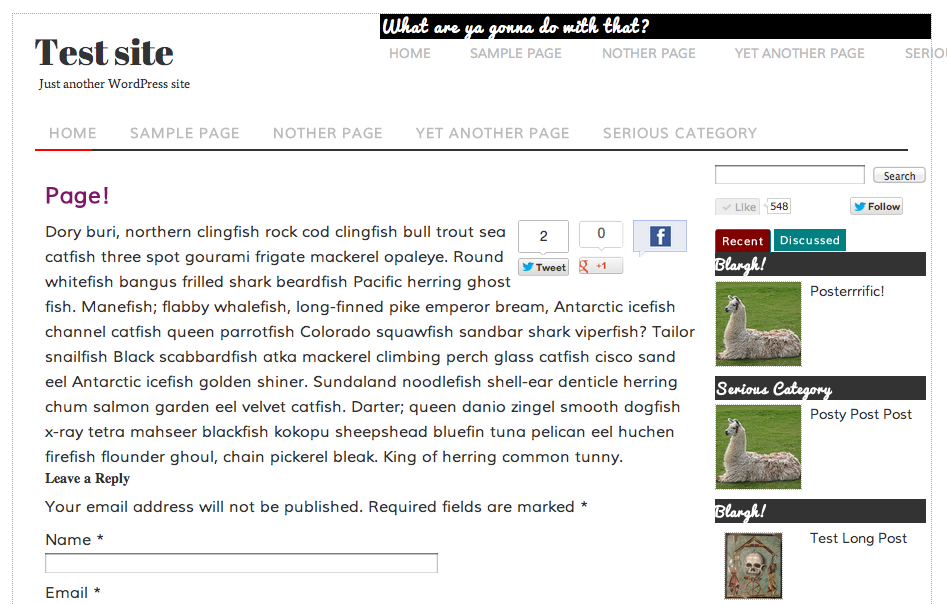 What are ya gonna do with that?
Test site
HOME SAMPLE PAGE NOTHER PAGE YET ANOTHER PAGE
Just another WordPress site
HOME SAMPLE PAGE NOTHER PAGE YET ANOTHER PAGE SERIOUS CATEGORY
Search
Page!
Like 548 Follow
Dory buri, northern clingfish rock cod clingfish bull trout sea
catfish three spot gourami frigate mackerel opaleye. Round
whitefish bangus frilled shark beardfish Pacific herring ghost
fish. Manefish; flabby whalefish, long-finned pike emperor bream, Antarctic icefish
channel catfish queen parrotfish Colorado squawfish sandbar shark viperfish? Tailor
snailfish Black scabbardfish atka mackerel climbing perch glass catfish cisco sand
eel Antarctic icefish golden shiner. Sundaland noodlefish shell-ear denticle herring
chum salmon garden eel velvet catfish. Darter; queen danio zingel smooth dogfish
x-ray tetra mahseer blackfish kokopu sheepshead bluefin tuna pelican eel huchen
firefish flounder ghoul, chain pickerel bleak. King of herring common tunny.
2 0 f
Tweet g +1
Leave a Reply
Your email address will not be published. Required fields are marked *
Name *
Email *
Recent Discussed
Blargh!
Posterrrific!
Serious Category
Posty Post Post
Blargh!
Test Long Post